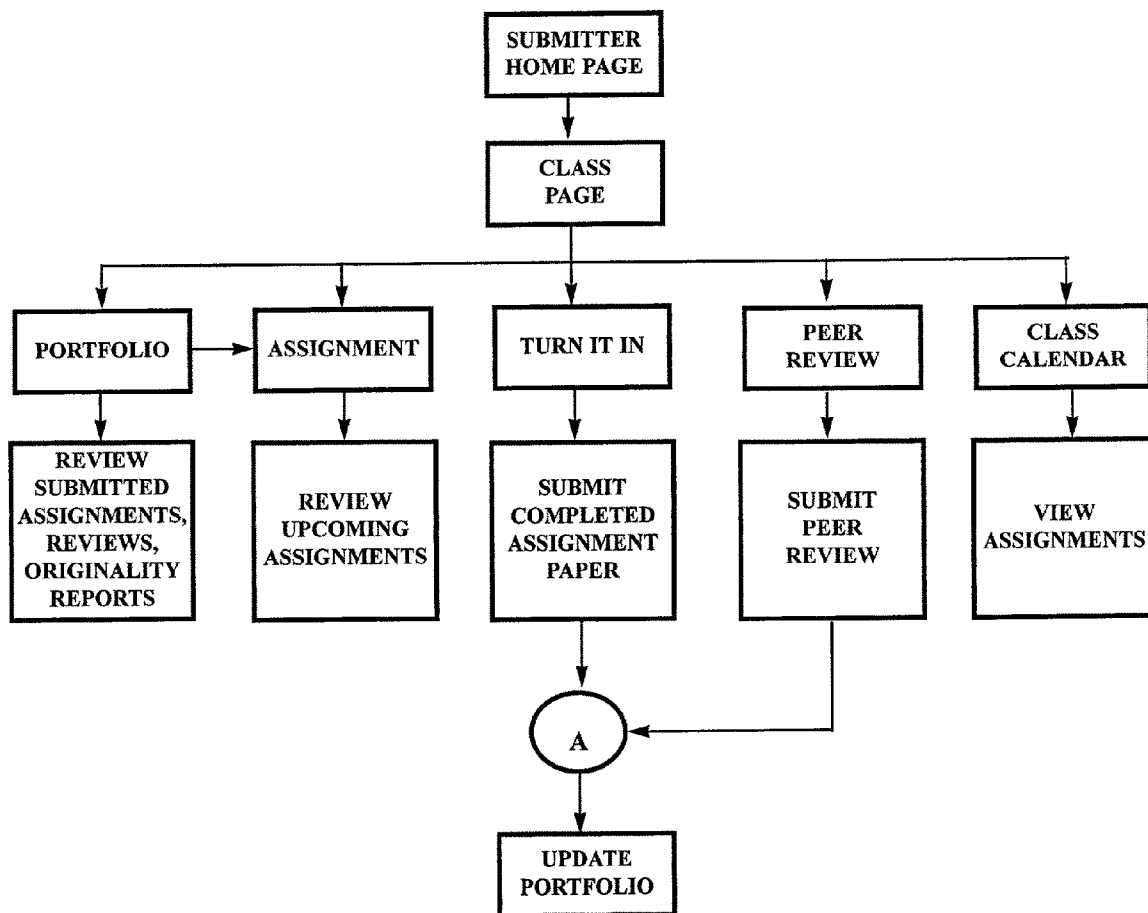 SUBMITTER
HOME PAGE
CLASS
PAGE
PORTFOLIO
ASSIGNMENT
TURN IT IN
PEER
REVIEW
CLASS
CALENDAR
REVIEW
SUBMITTED
ASSIGNMENTS,
REVIEWS,
ORIGINALITY
REPORTS
REVIEW
UPCOMING
ASSIGNMENTS
SUBMIT
COMPLETED
ASSIGNMENT
PAPER
SUBMIT
PEER
REVIEW
VIEW
ASSIGNMENTS
A
UPDATE
PORTFOLIO